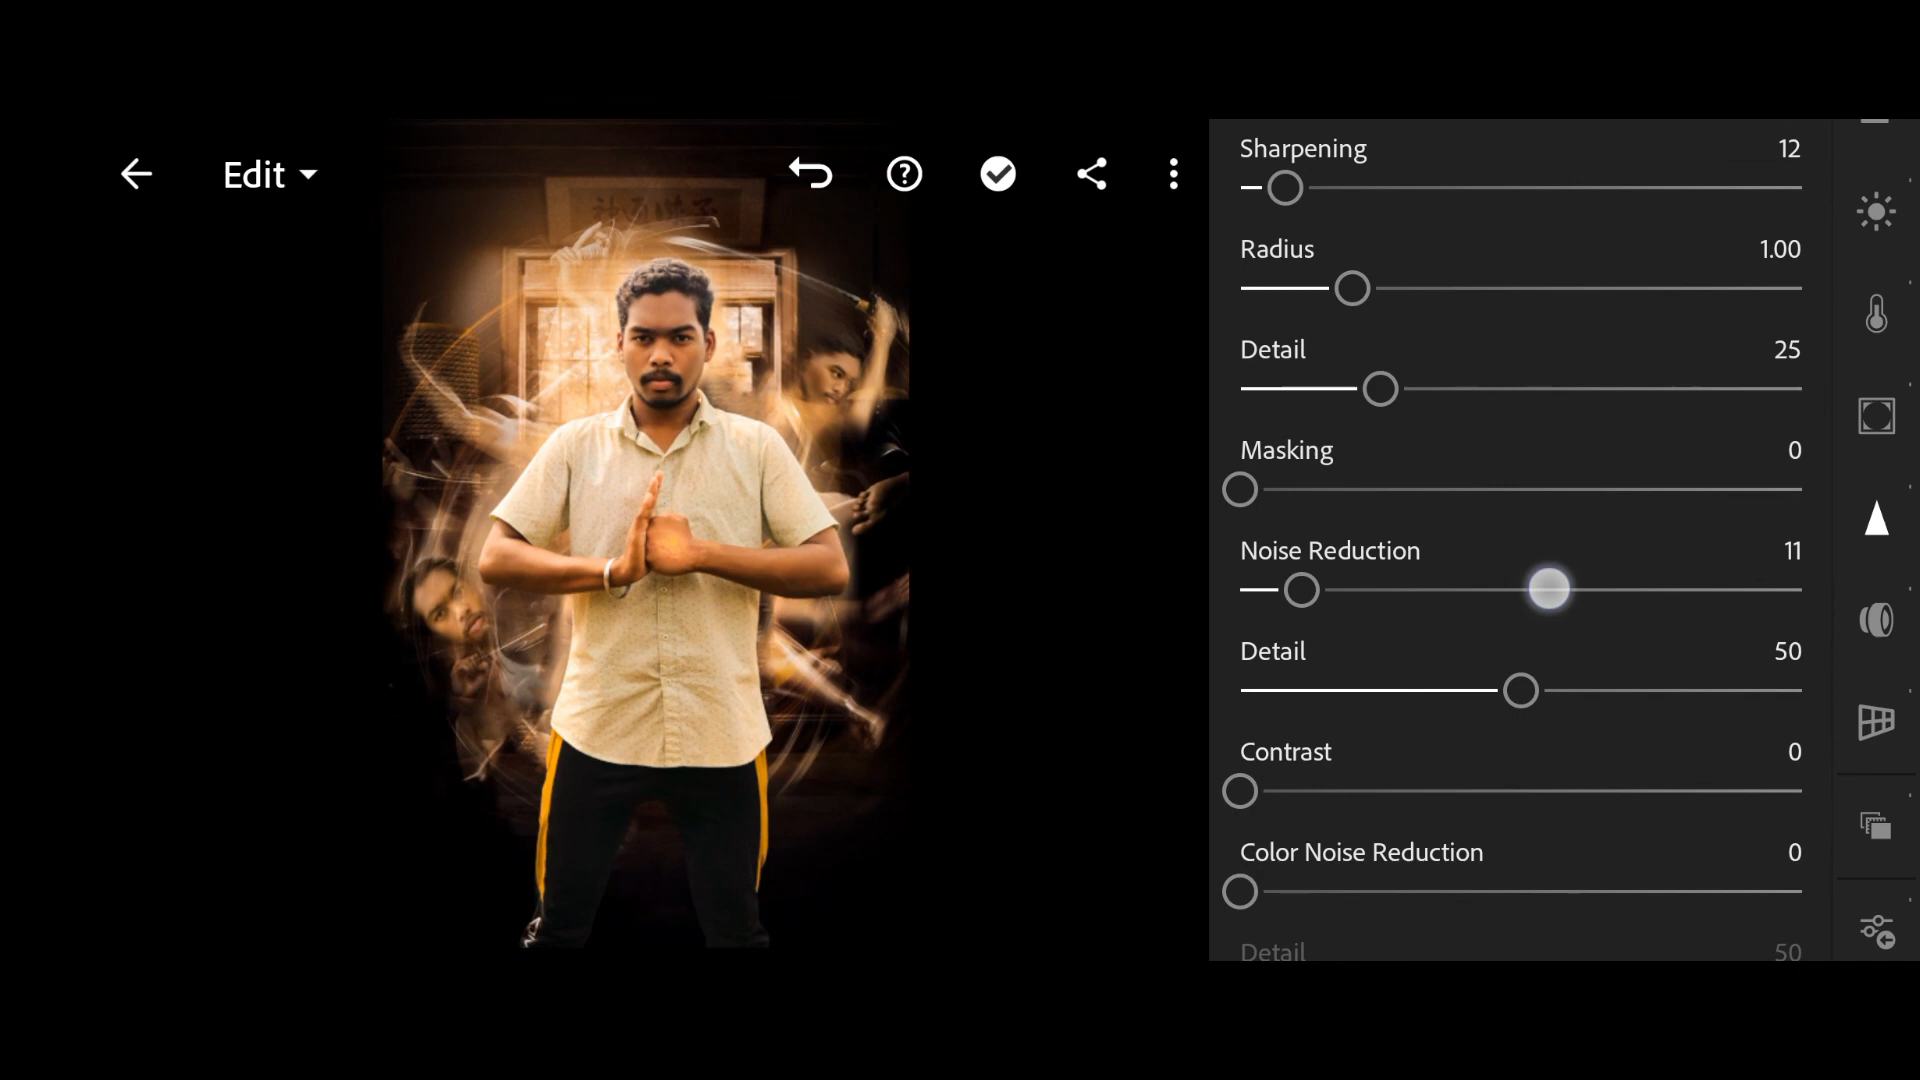 Edit
Sharpening 12
Radius 1.00
Detail 25
Masking 0
Noise Reduction 11
Detail 50
Contrast 0
Color Noise Reduction 0
Detail 50